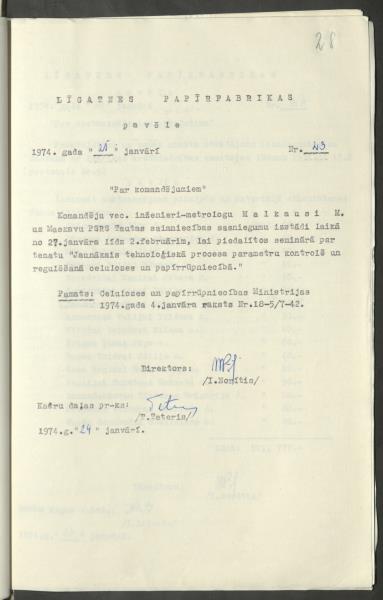 28
LĪGATNES PAPĪRFABRIKAS
pavēle
1974. gada "25" janvārī Nr. 23
"Par komandējumiem"
Komandēju vec. inženieri-metrologu Malkausi M.
uz Maskavu PSRS Tautas saimniecības sasniegumu izstādi laikā
no 27.janvāra līdz 2.februārim, lai piedalītos seminārā par
tematu "Jaunākais tehnoloģiskā procesa parametru kontrolē un
regulēšanā celulozes un papīrrūpniecībā."
Pamats: Celulozes un papīrrūpniecības Ministrijas
1974.gada 4.janvāra raksts Nr.18-5/7-42.
Direktors:
/I.Norītis/
Kadru daļas pr-ks:
/P.Peteris/
1974.g."24" janvārī.